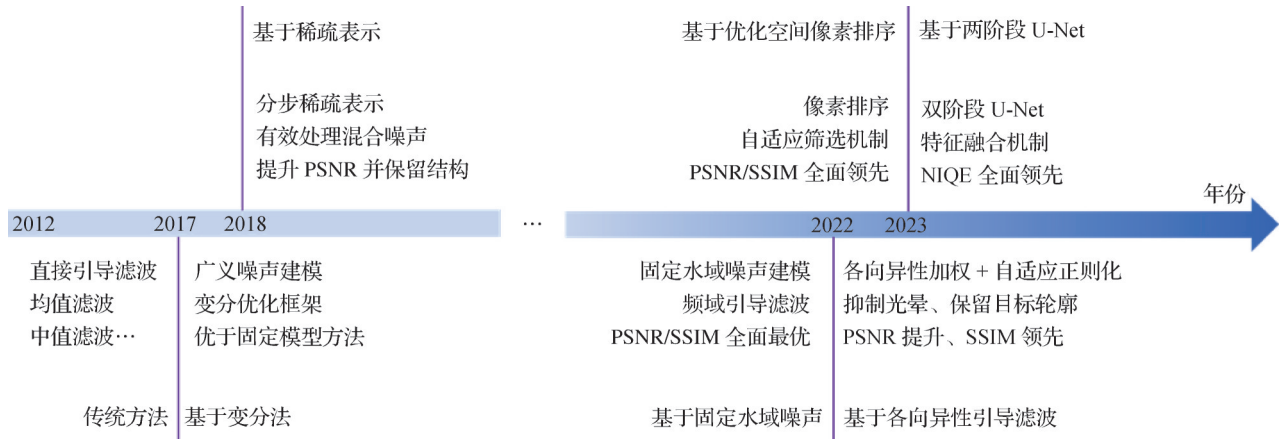 基于稀疏表示
分步稀疏表示
有效处理混合噪声
提升 PSNR 并保留结构
基于优化空间像素排序
像素排序
自适应筛选机制
PSNR/SSIM 全面领先
基于两阶段 U-Net
双阶段 U-Net
特征融合机制
NIQE 全面领先
年份
2012 2017 2018 … 2022 2023
直接引导滤波
均值滤波
中值滤波…
传统方法
广义噪声建模
变分优化框架
优于固定模型方法
基于变分法
固定水域噪声建模
频域引导滤波
PSNR/SSIM 全面最优
基于固定水域噪声
各向异性加权 + 自适应正则化
抑制光晕、保留目标轮廓
PSNR 提升、SSIM 领先
基于各向异性引导滤波